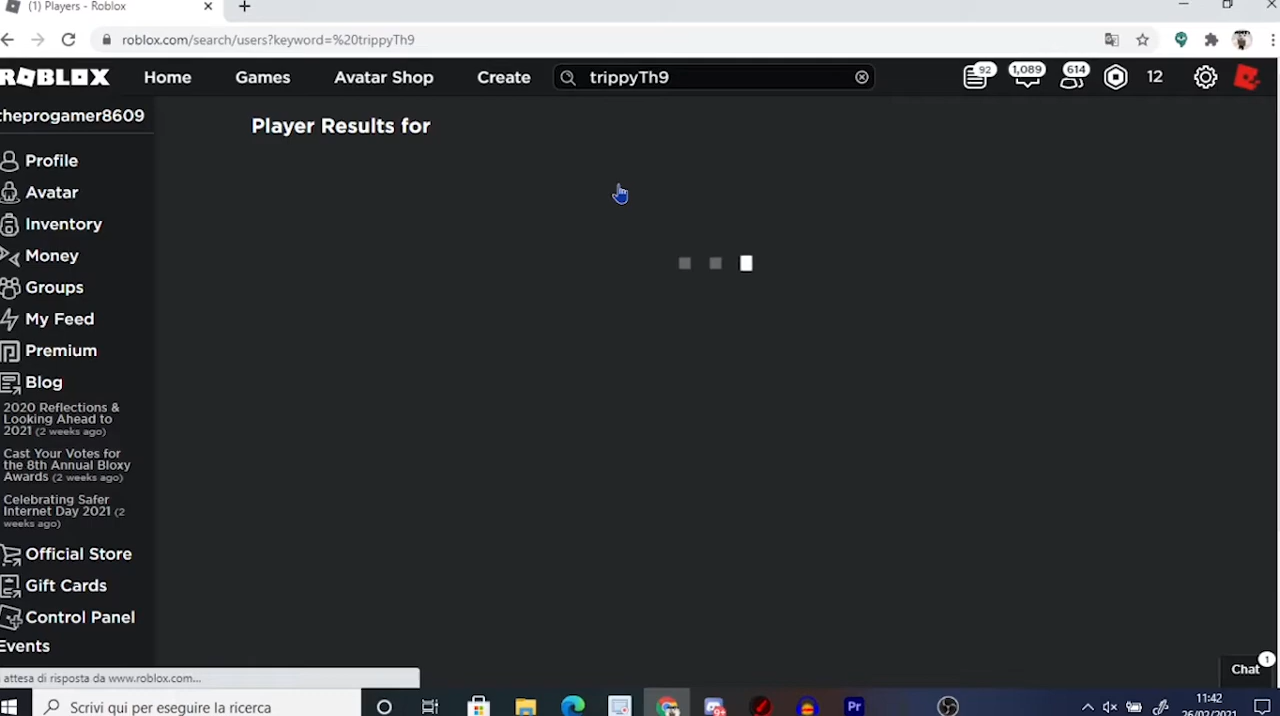 (1) Players - Roblox
roblox.com/search/users?keyword=%20trippyTh9
ROBLOX Home Games Avatar Shop Create trippyTh9 92 1,089 614 12
theprogamer8609
Player Results for
Profile
Avatar
Inventory
Money
Groups
My Feed
Premium
Blog
2020 Reflections &
Looking Ahead to
2021 (2 weeks ago)
Cast Your Votes for
the 8th Annual Bloxy
Awards (2 weeks ago)
Celebrating Safer
Internet Day 2021 (2
weeks ago)
Official Store
Gift Cards
Control Panel
Events
Chat 1
attesa di risposta da www.roblox.com...
Scrivi qui per eseguire la ricerca
Pr
11:42
26/02/2021